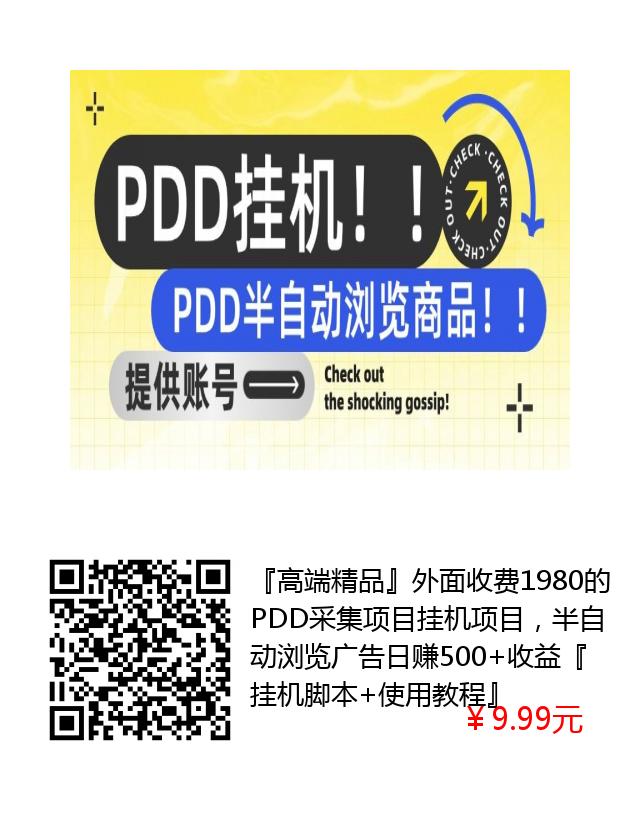 PDD挂机！！
CHECK OUT·CHECK OUT·CHECK
PDD半自动浏览商品！！
提供账号
Check out
the shocking gossip!
『高端精品』外面收费1980的
PDD采集项目挂机项目，半自
动浏览广告日赚500+收益『
挂机脚本+使用教程』
￥9.99元